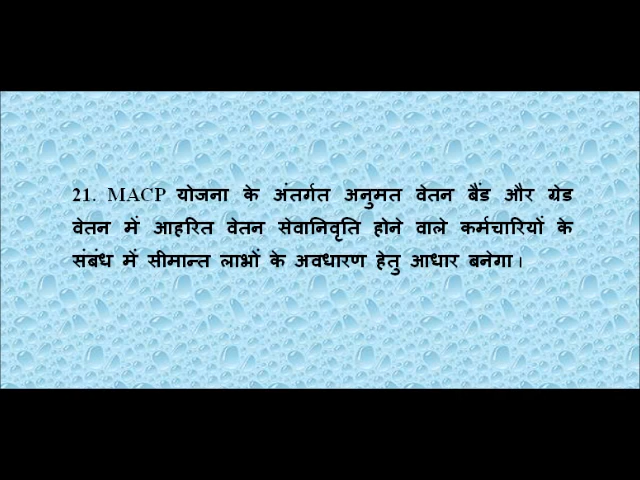 21. MACP योजना के अंतर्गत अनुमत वेतन बैंड और ग्रेड
वेतन में आहरित वेतन सेवानिवृति होने वाले कर्मचारियों के
संबंध में सीमान्त लाभों के अवधारण हेतु आधार बनेगा।